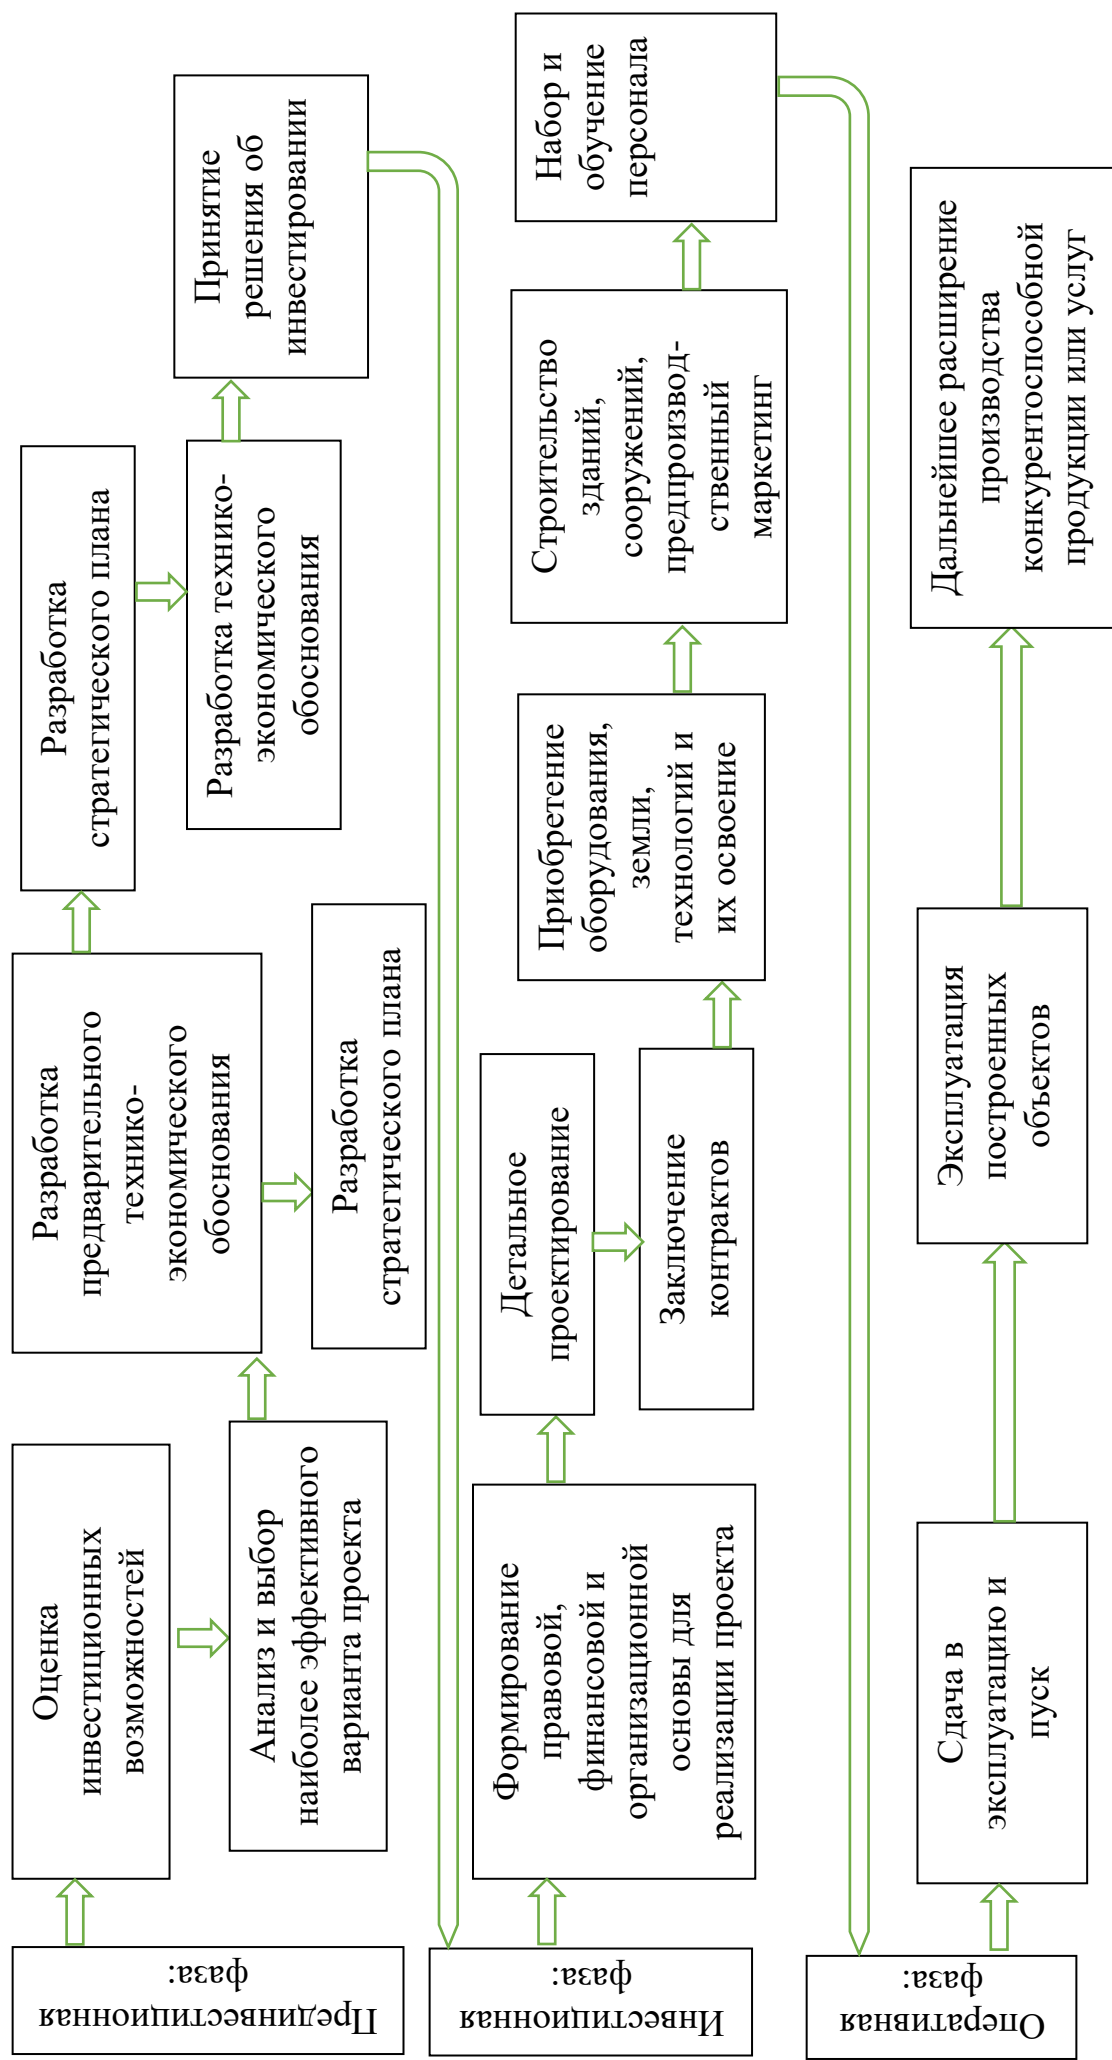 Прединвестиционная
фаза:
Оценка
инвестиционных
возможностей
Анализ и выбор
наиболее эффективного
варианта проекта
Разработка
предварительного
технико-
экономического
обоснования
Разработка
стратегического плана
Разработка
стратегического плана
Разработка технико-
экономического
обоснования
Принятие
решения об
инвестировании
Инвестиционная
фаза:
Формирование
правовой,
финансовой и
организационной
основы для
реализации проекта
Детальное
проектирование
Заключение
контрактов
Приобретение
оборудования,
земли,
технологий и
их освоение
Строительство
зданий,
сооружений,
предпроизвод-
ственный
маркетинг
Набор и
обучение
персонала
Оперативная
фаза:
Сдача в
эксплуатацию и
пуск
Эксплуатация
построенных
объектов
Дальнейшее расширение
производства
конкурентоспособной
продукции или услуг